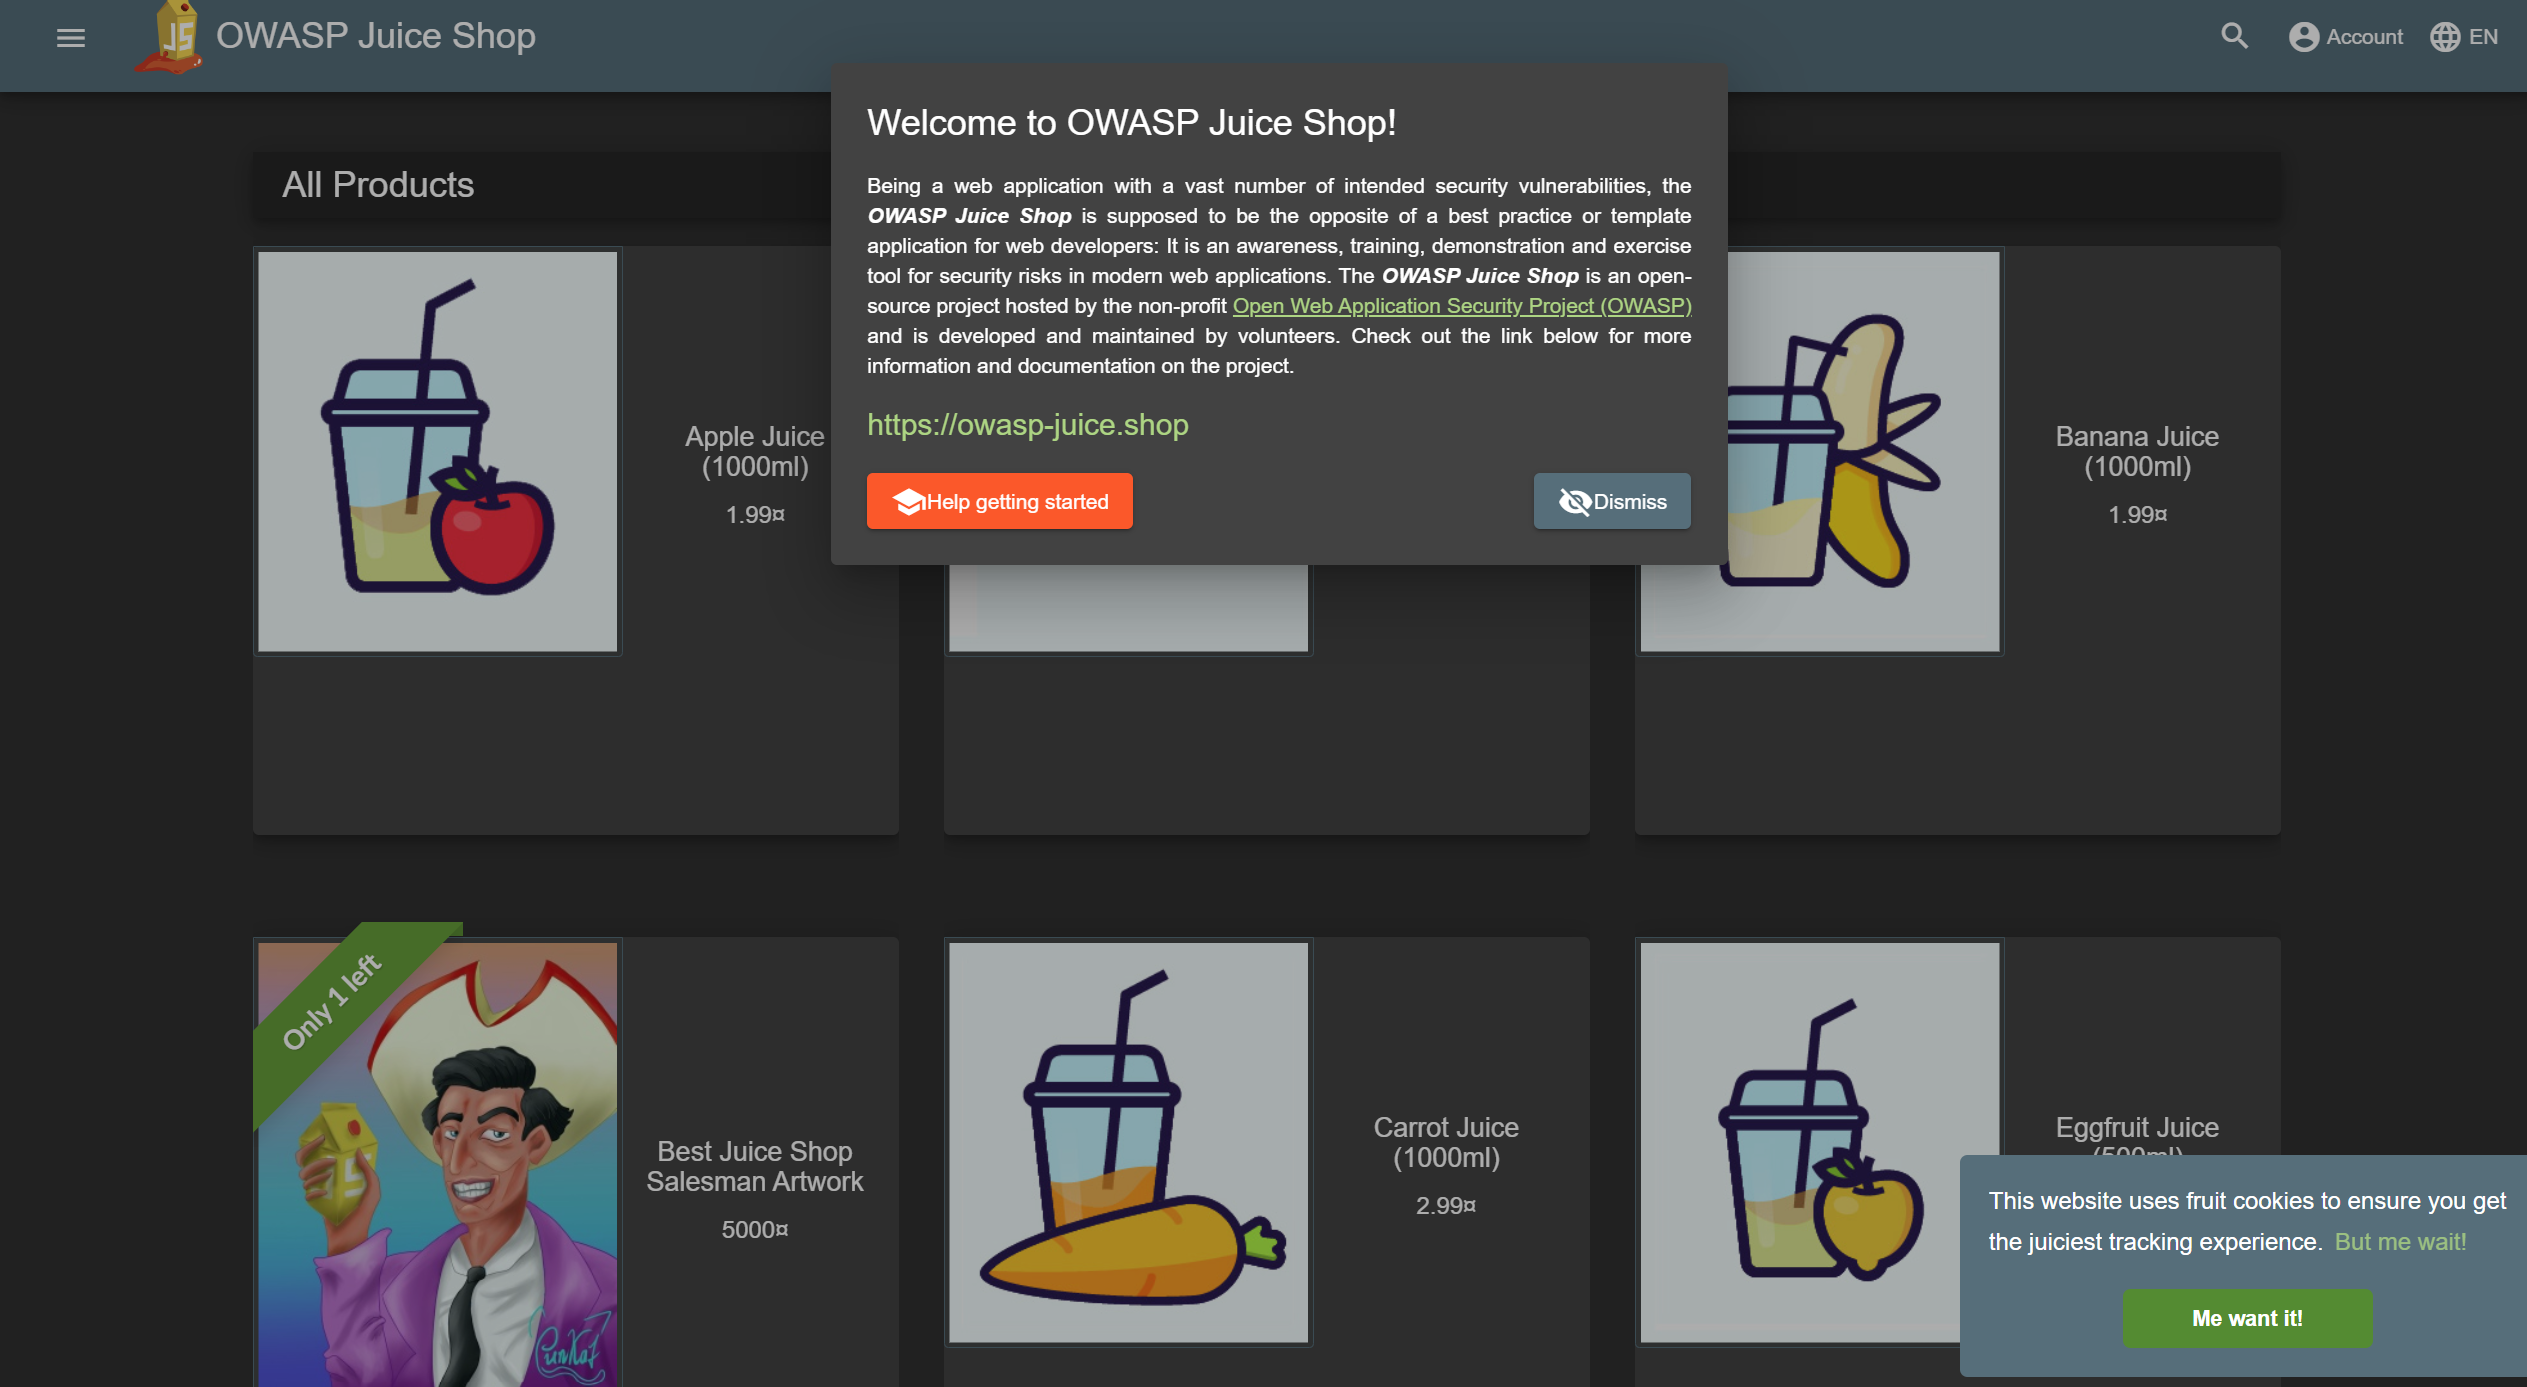 OWASP Juice Shop
Account
EN
Welcome to OWASP Juice Shop!
Being a web application with a vast number of intended security vulnerabilities, the
OWASP Juice Shop is supposed to be the opposite of a best practice or template
application for web developers: It is an awareness, training, demonstration and exercise
tool for security risks in modern web applications. The OWASP Juice Shop is an open-
source project hosted by the non-profit Open Web Application Security Project (OWASP)
and is developed and maintained by volunteers. Check out the link below for more
information and documentation on the project.
https://owasp-juice.shop
Help getting started
Dismiss
All Products
Apple Juice
(1000ml)
1.99¤
Banana Juice
(1000ml)
1.99¤
Only 1 left
JS
Best Juice Shop
Salesman Artwork
5000¤
Carrot Juice
(1000ml)
2.99¤
Eggfruit Juice
(500ml)
This website uses fruit cookies to ensure you get
the juiciest tracking experience. But me wait!
Me want it!